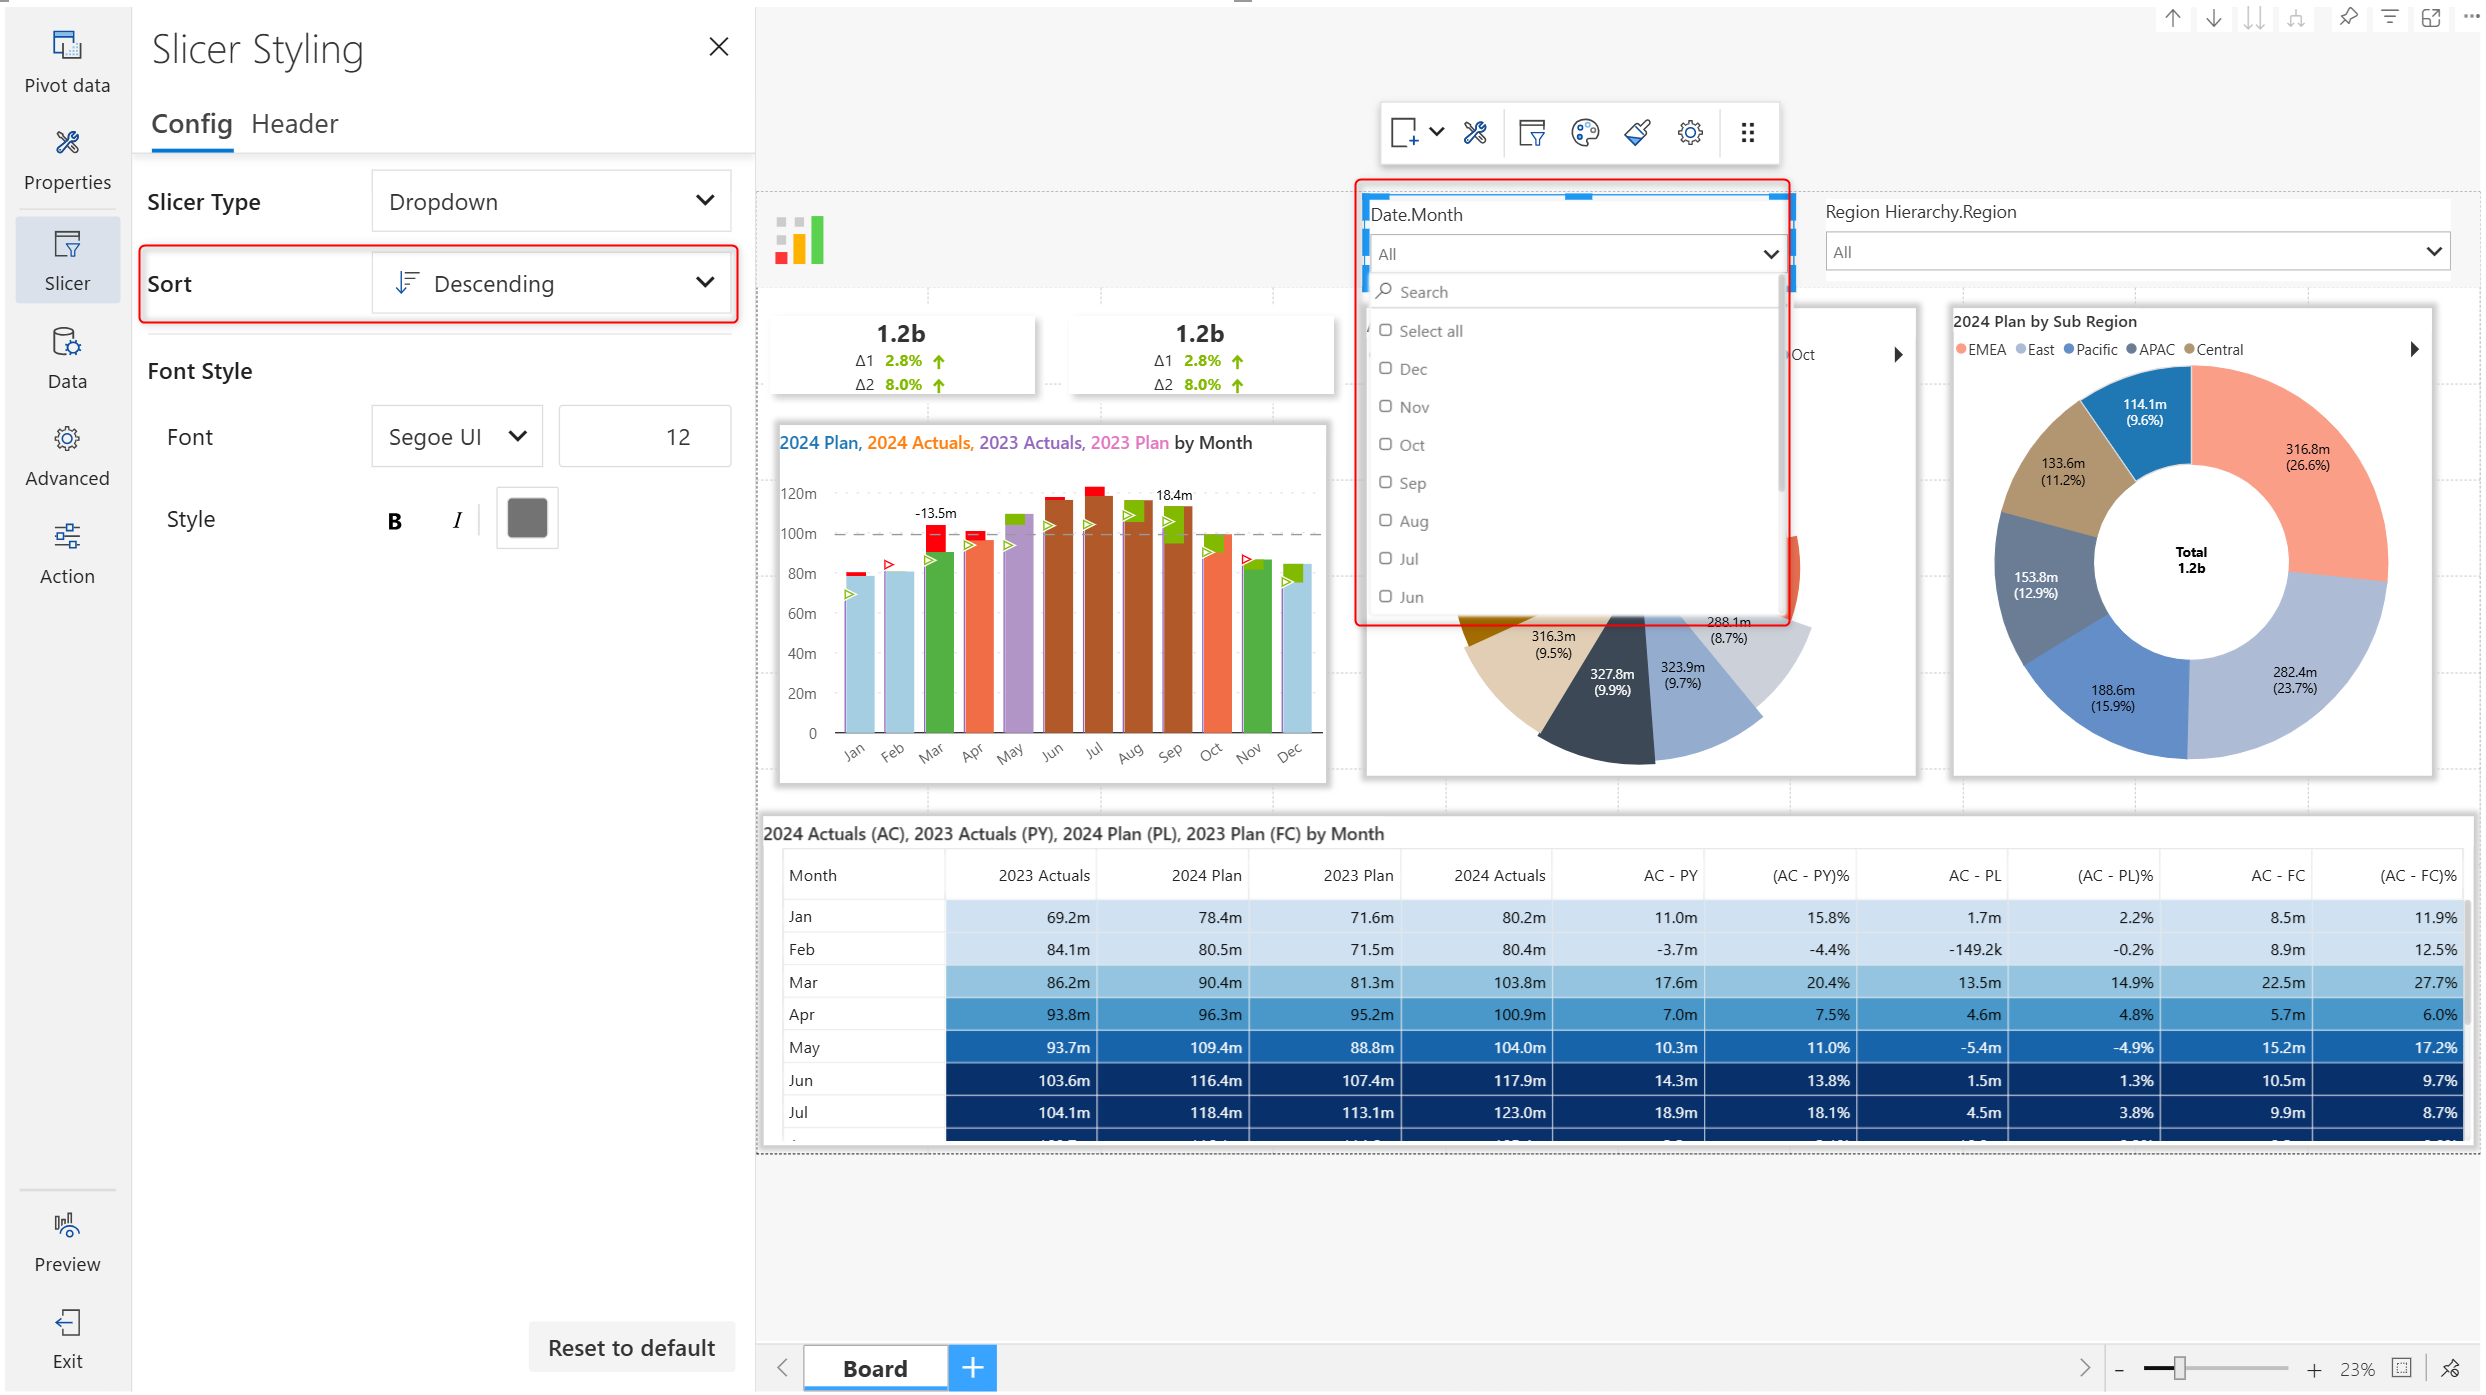 Pivot data
Properties
Slicer
Data
Advanced
Action
Preview
Exit
Slicer Styling
Config Header
Slicer Type Dropdown
Sort Descending
Font Style
Font Segoe UI 12
Style B I
Reset to default
Date.Month
All
Search
Select all
Dec
Nov
Oct
Sep
Aug
Jul
Jun
Region Hierarchy.Region
All
1.2b
Δ1 2.8%
Δ2 8.0%
1.2b
Δ1 2.8%
Δ2 8.0%
2024 Plan, 2024 Actuals, 2023 Actuals, 2023 Plan by Month
120m
100m
80m
60m
40m
20m
0
-13.5m
18.4m
Jan Feb Mar Apr May Jun Jul Aug Sep Oct Nov Dec
Oct
316.3m
(9.5%)
327.8m
(9.9%)
323.9m
(9.7%)
288.1m
(8.7%)
2024 Plan by Sub Region
EMEA East Pacific APAC Central
114.1m
(9.6%)
316.8m
(26.6%)
133.6m
(11.2%)
153.8m
(12.9%)
188.6m
(15.9%)
282.4m
(23.7%)
Total
1.2b
2024 Actuals (AC), 2023 Actuals (PY), 2024 Plan (PL), 2023 Plan (FC) by Month
Month 2023 Actuals 2024 Plan 2023 Plan 2024 Actuals AC - PY (AC - PY)% AC - PL (AC - PL)% AC - FC (AC - FC)%
Jan 69.2m 78.4m 71.6m 80.2m 11.0m 15.8% 1.7m 2.2% 8.5m 11.9%
Feb 84.1m 80.5m 71.5m 80.4m -3.7m -4.4% -149.2k -0.2% 8.9m 12.5%
Mar 86.2m 90.4m 81.3m 103.8m 17.6m 20.4% 13.5m 14.9% 22.5m 27.7%
Apr 93.8m 96.3m 95.2m 100.9m 7.0m 7.5% 4.6m 4.8% 5.7m 6.0%
May 93.7m 109.4m 88.8m 104.0m 10.3m 11.0% -5.4m -4.9% 15.2m 17.2%
Jun 103.6m 116.4m 107.4m 117.9m 14.3m 13.8% 1.5m 1.3% 10.5m 9.7%
Jul 104.1m 118.4m 113.1m 123.0m 18.9m 18.1% 4.5m 3.8% 9.9m 8.7%
Board
23%